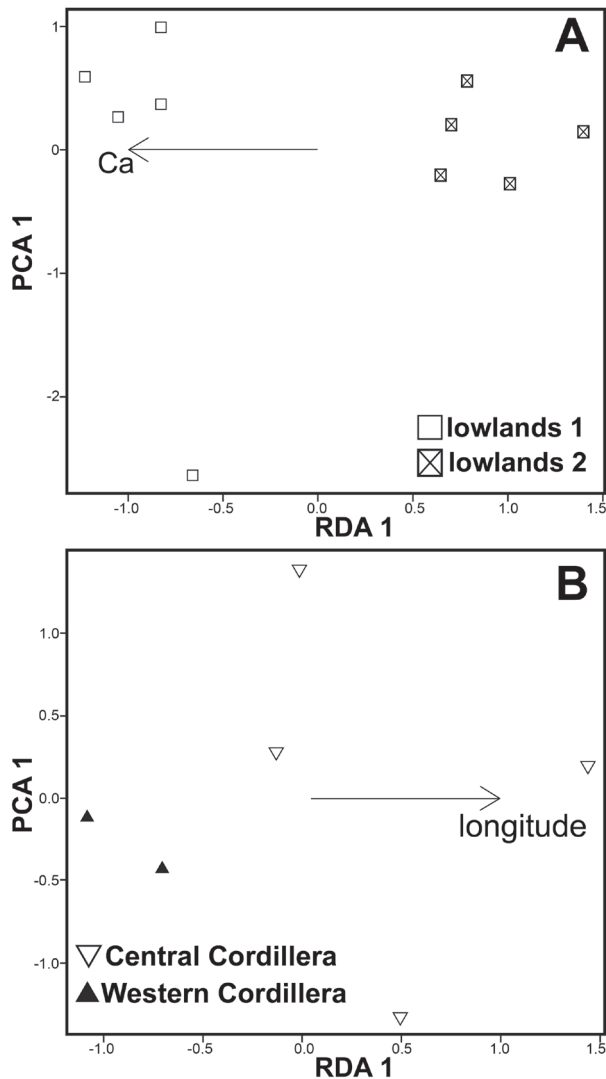 A
1
0
-1
-2
PCA 1
Ca
lowlands 1
lowlands 2
-1.0 -0.5 0.0 0.5 1.0 1.5
RDA 1
B
1.0
0.5
0.0
-0.5
-1.0
PCA 1
longitude
Central Cordillera
Western Cordillera
-1.0 -0.5 0.0 0.5 1.0 1.5
RDA 1